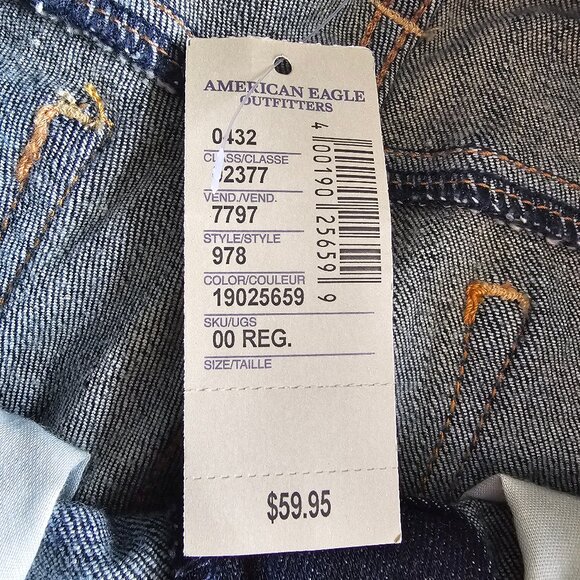 AMERICAN EAGLE
OUTFITTERS
0432
CLASS/CLASSE
2377
VEND./VEND.
7797
STYLE/STYLE
978
COLOR/COULEUR
19025659
SKU/UGS
00 REG.
SIZE/TAILLE
4 00190 25659 9
$59.95